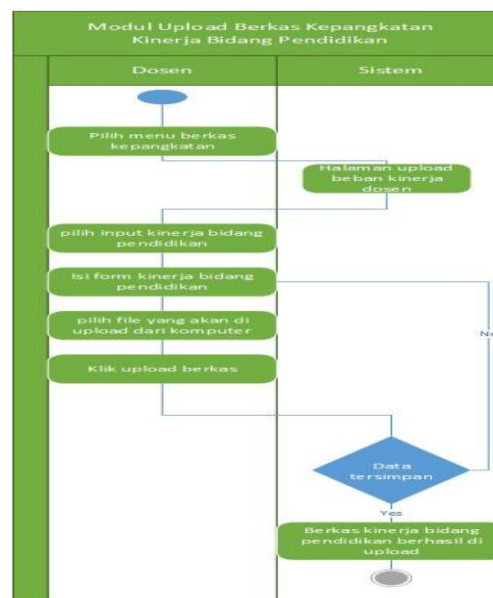 Modul Upload Berkas Kepangkatan
Kinerja Bidang Pendidikan
Dosen
Sistem
Pilih menu berkas
kepangkatan
Halaman upload
beban kinerja
dosen
pilih input kinerja bidang
pendidikan
Isi form kinerja bidang
pendidikan
pilih file yang akan di
upload dari komputer
No
Klik upload berkas
Data
tersimpan
Yes
Berkas kinerja bidang
pendidikan berhasil di
upload